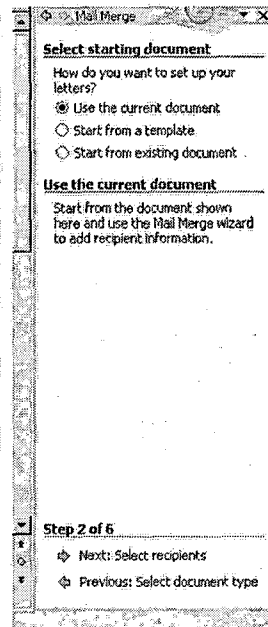 Mail Merge
Select starting document
How do you want to set up your
letters?
Use the current document
Start from a template
Start from existing document
Use the current document
Start from the document shown
here and use the Mail Merge wizard
to add recipient information.
Step 2 of 6
Next: Select recipients
Previous: Select document type